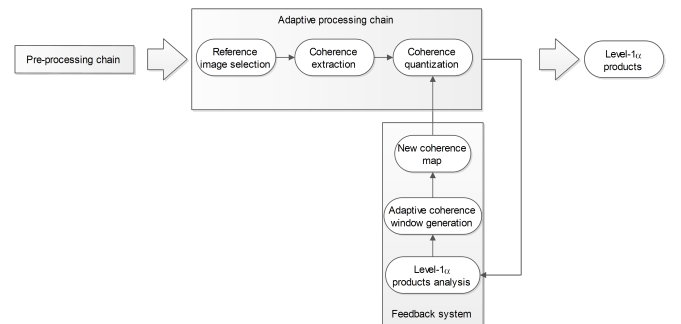 Adaptive processing chain
Pre-processing chain
Reference
image selection
Coherence
extraction
Coherence
quantization
Level-1α
products
New coherence
map
Adaptive coherence
window generation
Level-1α
products analysis
Feedback system